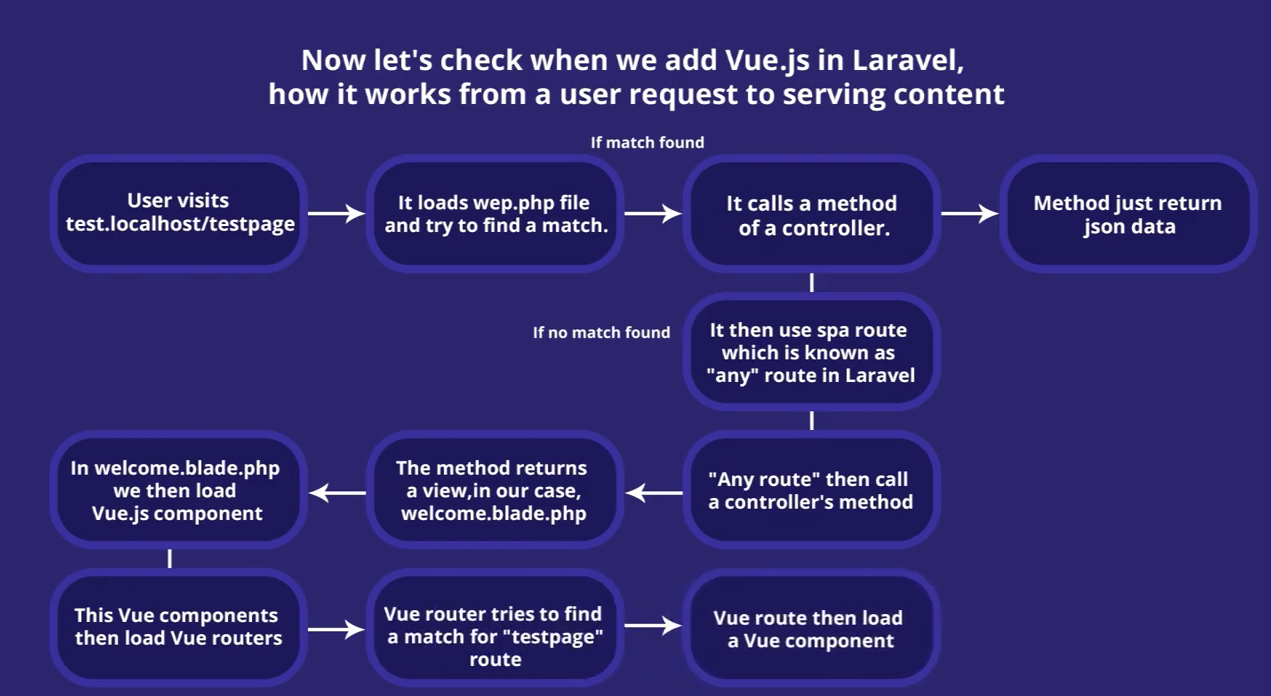 Now let's check when we add Vue.js in Laravel,
how it works from a user request to serving content
If match found
User visits
test.localhost/testpage
It loads wep.php file
and try to find a match.
It calls a method
of a controller.
Method just return
json data
If no match found
It then use spa route
which is known as
"any" route in Laravel
"Any route" then call
a controller's method
The method returns
a view,in our case,
welcome.blade.php
In welcome.blade.php
we then load
Vue.js component
This Vue components
then load Vue routers
Vue router tries to find
a match for "testpage"
route
Vue route then load
a Vue component